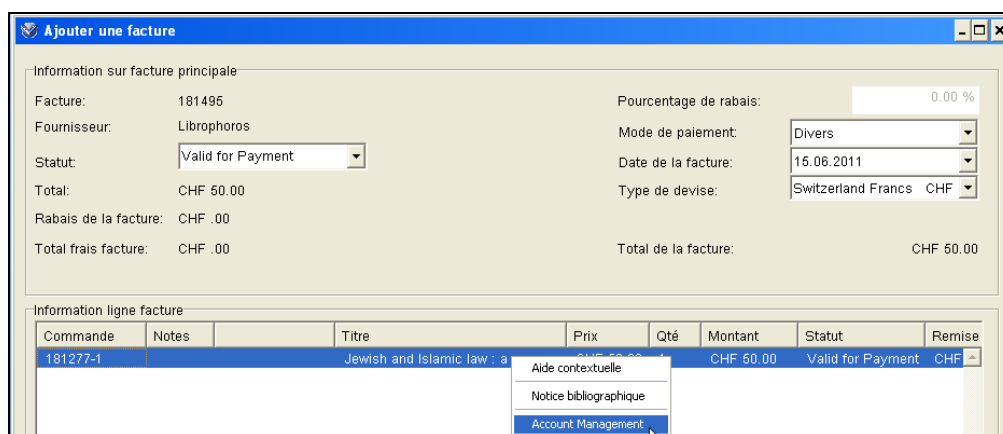 Ajouter une facture
Information sur facture principale
Facture: 181495 Pourcentage de rabais: 0.00 %
Fournisseur: Librophoros Mode de paiement: Divers
Statut: Valid for Payment Date de la facture: 15.06.2011
Total: CHF 50.00 Type de devise: Switzerland Francs CHF
Rabais de la facture: CHF .00
Total frais facture: CHF .00 Total de la facture: CHF 50.00
Information ligne facture
Commande Notes Titre Prix Qté Montant Statut Remise
181277-1 Jewish and Islamic law : a CHF 50.00 1 CHF 50.00 Valid for Payment CHF
Aide contextuelle
Notice bibliographique
Account Management